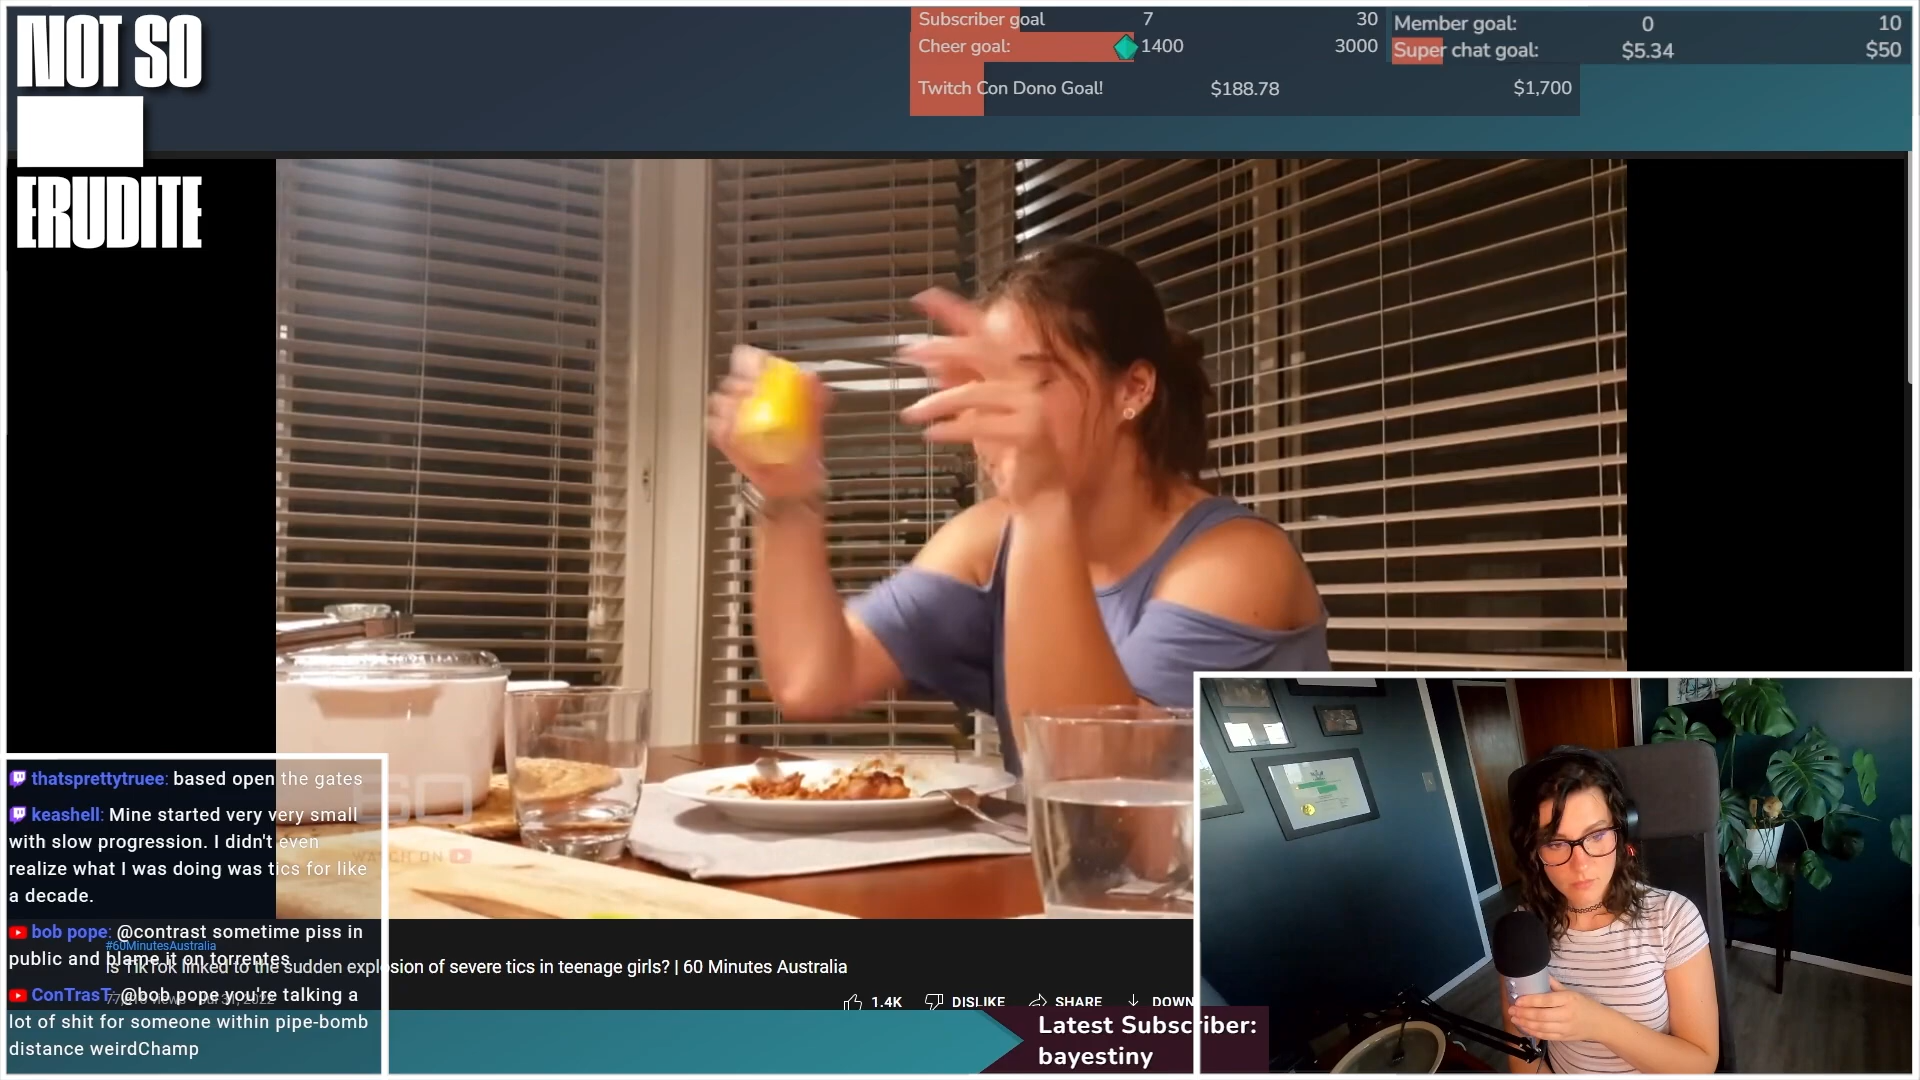 NOT SO
ERUDITE
Subscriber goal 7 30
Cheer goal: 1400 3000
Twitch Con Dono Goal! $188.78 $1,700
Member goal: 0 10
Super chat goal: $5.34 $50
60
WATCH ON
thatsprettytruee: based open the gates
keashell: Mine started very very small
with slow progression. I didn't even
realize what I was doing was tics for like
a decade.
bob pope: @contrast sometime piss in
public and blame it on torrentes
ConTrasT: @bob pope you're talking a
lot of shit for someone within pipe-bomb
distance weirdChamp
#60MinutesAustralia
Is TikTok linked to the sudden explosion of severe tics in teenage girls? | 60 Minutes Australia
1.4K DISLIKE SHARE DOWN
Latest Subscriber:
bayestiny